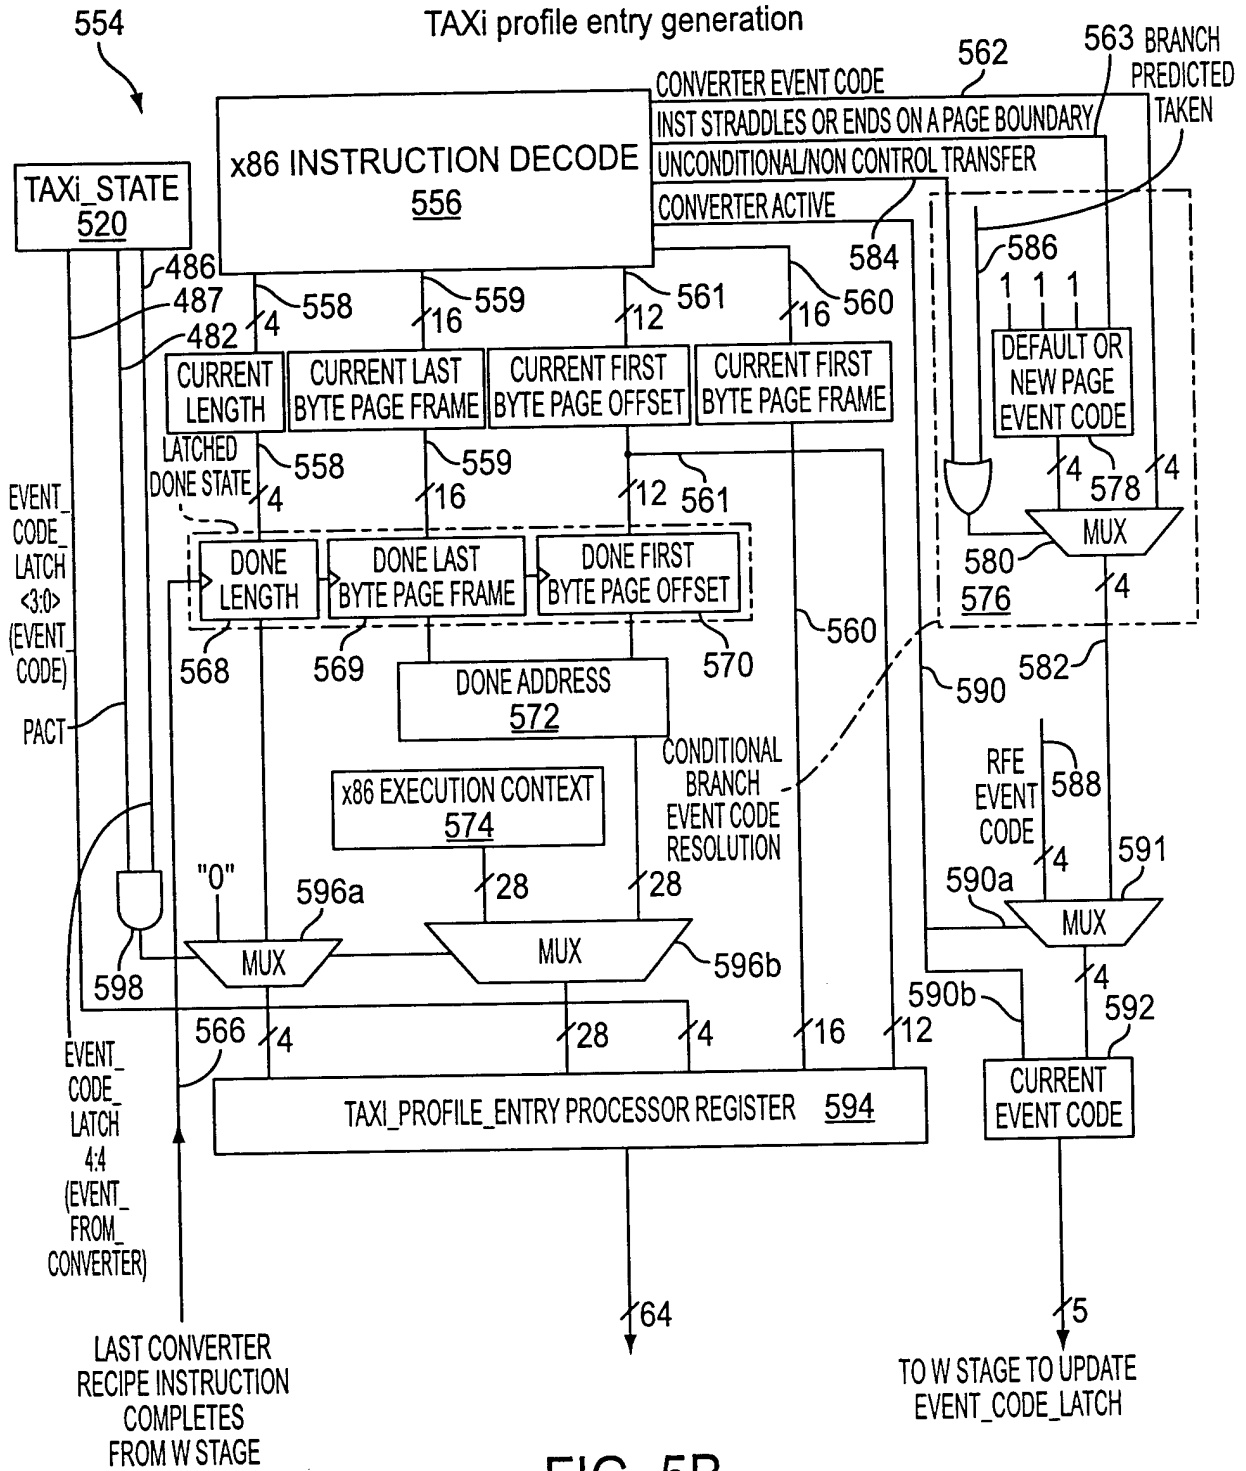 TAXi profile entry generation
554
562
563
BRANCH
PREDICTED
TAKEN
CONVERTER EVENT CODE
INST STRADDLES OR ENDS ON A PAGE BOUNDARY
UNCONDITIONAL/NON CONTROL TRANSFER
CONVERTER ACTIVE
x86 INSTRUCTION DECODE
556
TAXi_STATE
520
584
586
486
487
482
558
559
561
560
4
16
12
16
1 1 1
DEFAULT OR
NEW PAGE
EVENT CODE
578
CURRENT
LENGTH
CURRENT LAST
BYTE PAGE FRAME
CURRENT FIRST
BYTE PAGE OFFSET
CURRENT FIRST
BYTE PAGE FRAME
LATCHED
DONE STATE
558
559
561
4
16
12
4
4
MUX
580
576
4
582
EVENT_
CODE_
LATCH
<3:0>
(EVENT_
CODE)
PACT
DONE
LENGTH
DONE LAST
BYTE PAGE FRAME
DONE FIRST
BYTE PAGE OFFSET
568
569
570
560
590
DONE ADDRESS
572
CONDITIONAL
BRANCH
EVENT CODE
RESOLUTION
x86 EXECUTION CONTEXT
574
RFE
EVENT
CODE
588
4
591
590a
MUX
"0"
596a
28
28
MUX
MUX
596b
598
4
590b
592
566
4
28
4
16
12
EVENT_
CODE_
LATCH
4:4
(EVENT_
FROM_
CONVERTER)
TAXI_PROFILE_ENTRY PROCESSOR REGISTER 594
CURRENT
EVENT CODE
64
5
LAST CONVERTER
RECIPE INSTRUCTION
COMPLETES
FROM W STAGE
TO W STAGE TO UPDATE
EVENT_CODE_LATCH
FIG. 5B